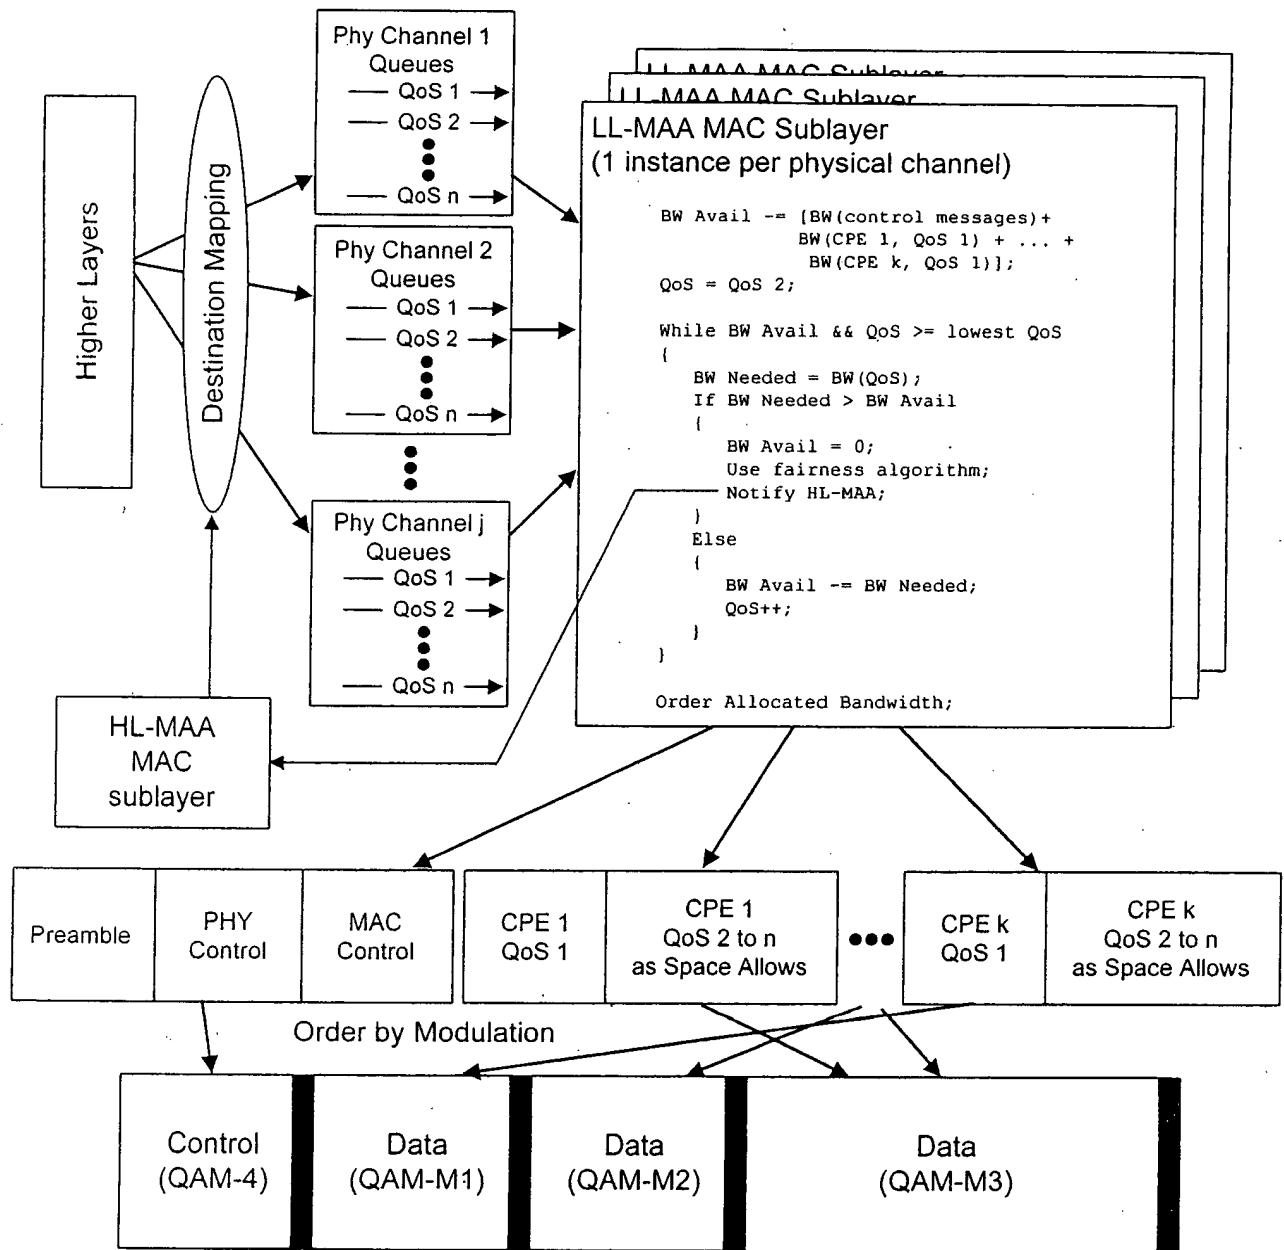 Phy Channel 1
Queues
QoS 1
QoS 2
QoS n
Higher Layers
Destination Mapping
Phy Channel 2
Queues
QoS 1
QoS 2
QoS n
Phy Channel j
Queues
QoS 1
QoS 2
QoS n
HL-MAA
MAC
sublayer
LL-MAA MAC Sublayer
LL-MAA MAC Sublayer
LL-MAA MAC Sublayer
(1 instance per physical channel)
BW Avail -= [BW(control messages)+
BW(CPE 1, QoS 1) + ... +
BW(CPE k, QoS 1)];
QoS = QoS 2;
While BW Avail && QoS >= lowest QoS
{
BW Needed = BW(QoS);
If BW Needed > BW Avail
{
BW Avail = 0;
Use fairness algorithm;
Notify HL-MAA;
}
Else
{
BW Avail -= BW Needed;
QoS++;
}
}
Order Allocated Bandwidth;
Preamble
PHY
Control
MAC
Control
CPE 1
QoS 1
CPE 1
QoS 2 to n
as Space Allows
CPE k
QoS 1
CPE k
QoS 2 to n
as Space Allows
Order by Modulation
Control
(QAM-4)
Data
(QAM-M1)
Data
(QAM-M2)
Data
(QAM-M3)